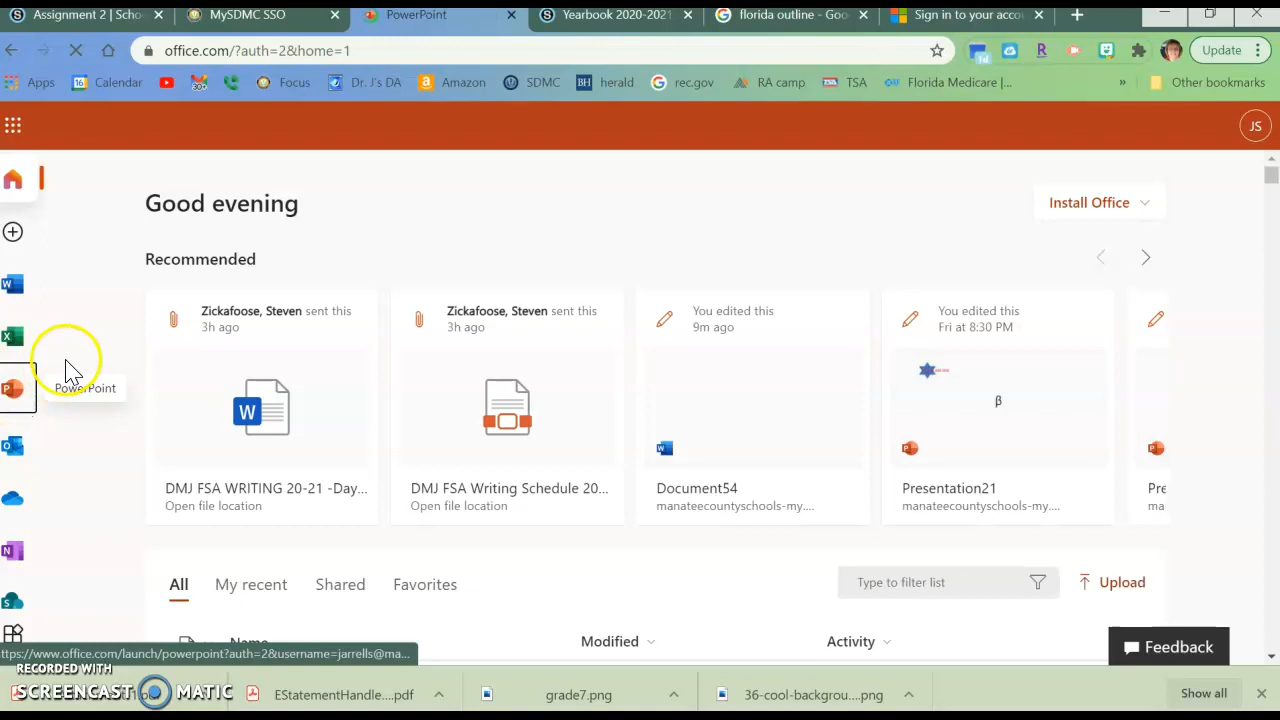 Assignment 2 | Scho
MySDMC SSO
PowerPoint
Yearbook 2020-2021
florida outline - Goo
Sign in to your acco
office.com/?auth=2&home=1
Update
Apps
Calendar
Focus
Dr. J's DA
Amazon
SDMC
BH herald
rec.gov
RA camp
TSA
Florida Medicare |...
»
Other bookmarks
JS
Good evening
Install Office
Recommended
Zickafoose, Steven sent this
3h ago
Zickafoose, Steven sent this
3h ago
You edited this
9m ago
You edited this
Fri at 8:30 PM
PowerPoint
β
DMJ FSA WRITING 20-21 -Day...
Open file location
DMJ FSA Writing Schedule 20...
Open file location
Document54
manateecountyschools-my....
Presentation21
manateecountyschools-my....
Pre
ma
All
My recent
Shared
Favorites
Type to filter list
Upload
Name
Modified
Activity
Feedback
ttps://www.office.com/launch/powerpoint?auth=2&username=jarrells@ma...
RECORDED WITH
SCREENCAST MATIC
EStatementHandle....pdf
grade7.png
36-cool-backgrou....png
Show all